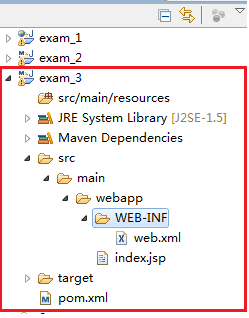 exam_1
exam_2
exam_3
src/main/resources
JRE System Library [J2SE-1.5]
Maven Dependencies
src
main
webapp
WEB-INF
web.xml
index.jsp
target
pom.xml